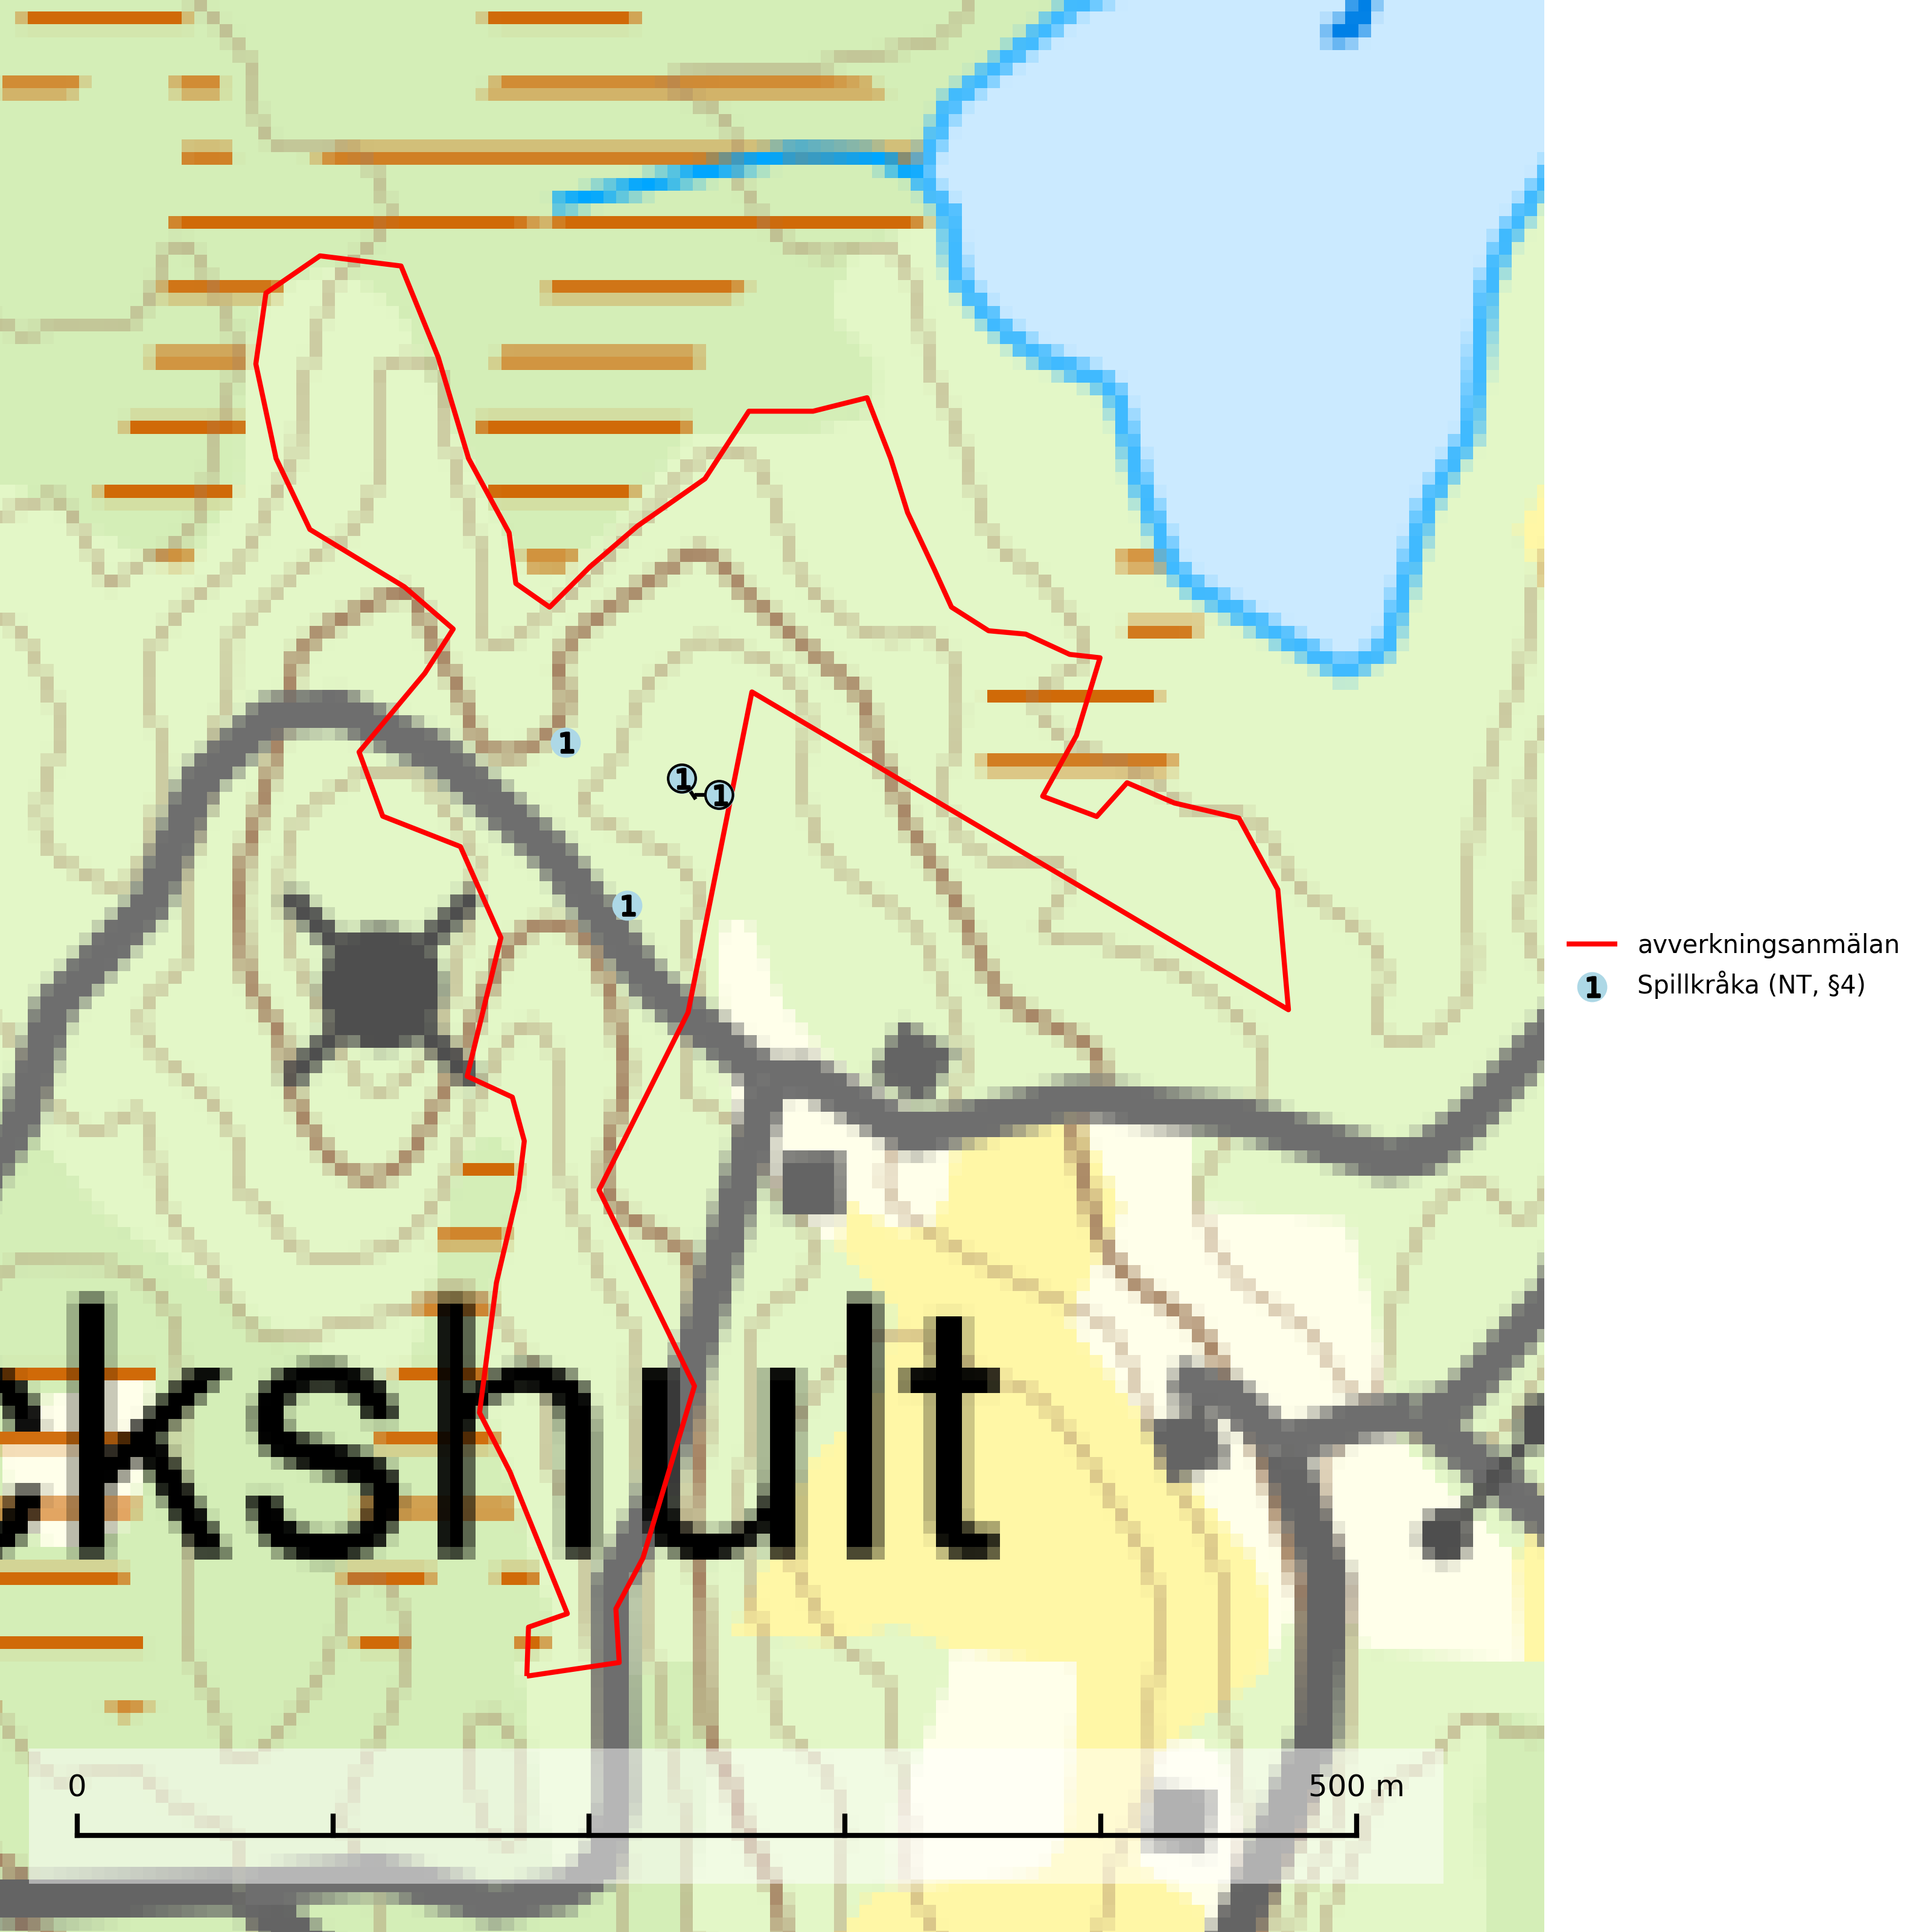 1
1 1
1
avverkningsanmälan
1 Spillkråka (NT, §4)
kshult
0 500 m